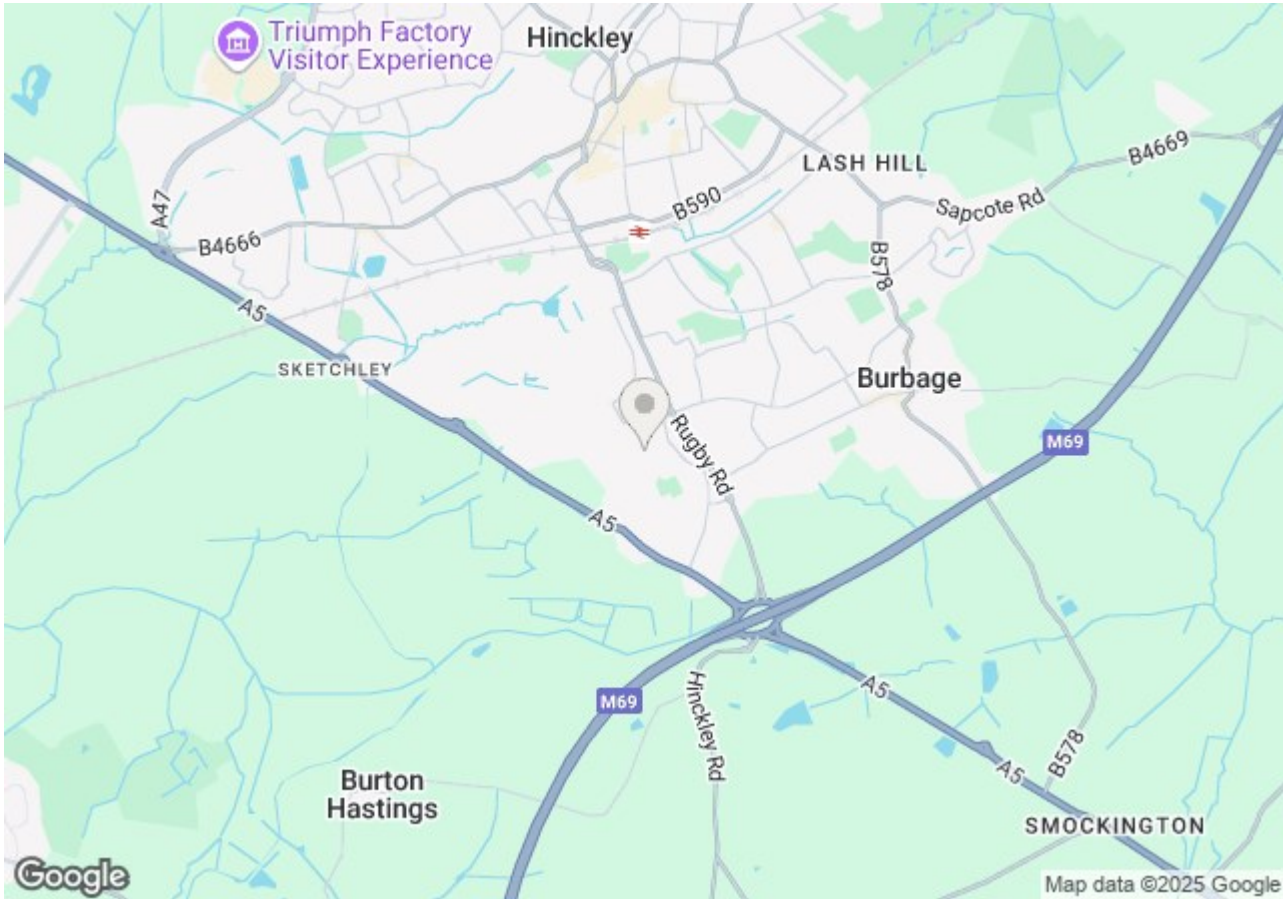 Triumph Factory
Visitor Experience
Hinckley
LASH HILL
B4669
A47
B590
Sapcote Rd
B4666
B578
A5
SKETCHLEY
Burbage
Rugby Rd
M69
A5
M69
Hinckley Rd
A5
B578
A5
Burton
Hastings
SMOCKINGTON
Google
Map data ©2025 Google